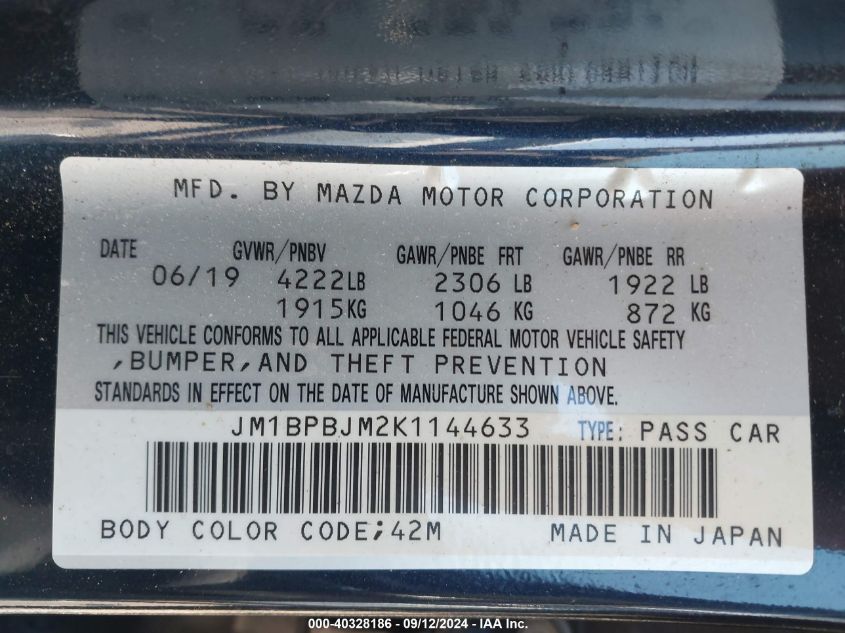 MFD. BY MAZDA MOTOR CORPORATION
DATE GVWR/PNBV GAWR/PNBE FRT GAWR/PNBE RR
06/19 4222LB 2306 LB 1922 LB
1915KG 1046 KG 872 KG
THIS VEHICLE CONFORMS TO ALL APPLICABLE FEDERAL MOTOR VEHICLE SAFETY
,BUMPER,AND THEFT PREVENTION
STANDARDS IN EFFECT ON THE DATE OF MANUFACTURE SHOWN ABOVE.
JM1BPBJM2K1144633 TYPE: PASS CAR
BODY COLOR CODE;42M MADE IN JAPAN
000-40328186 - 09/12/2024 - IAA Inc.